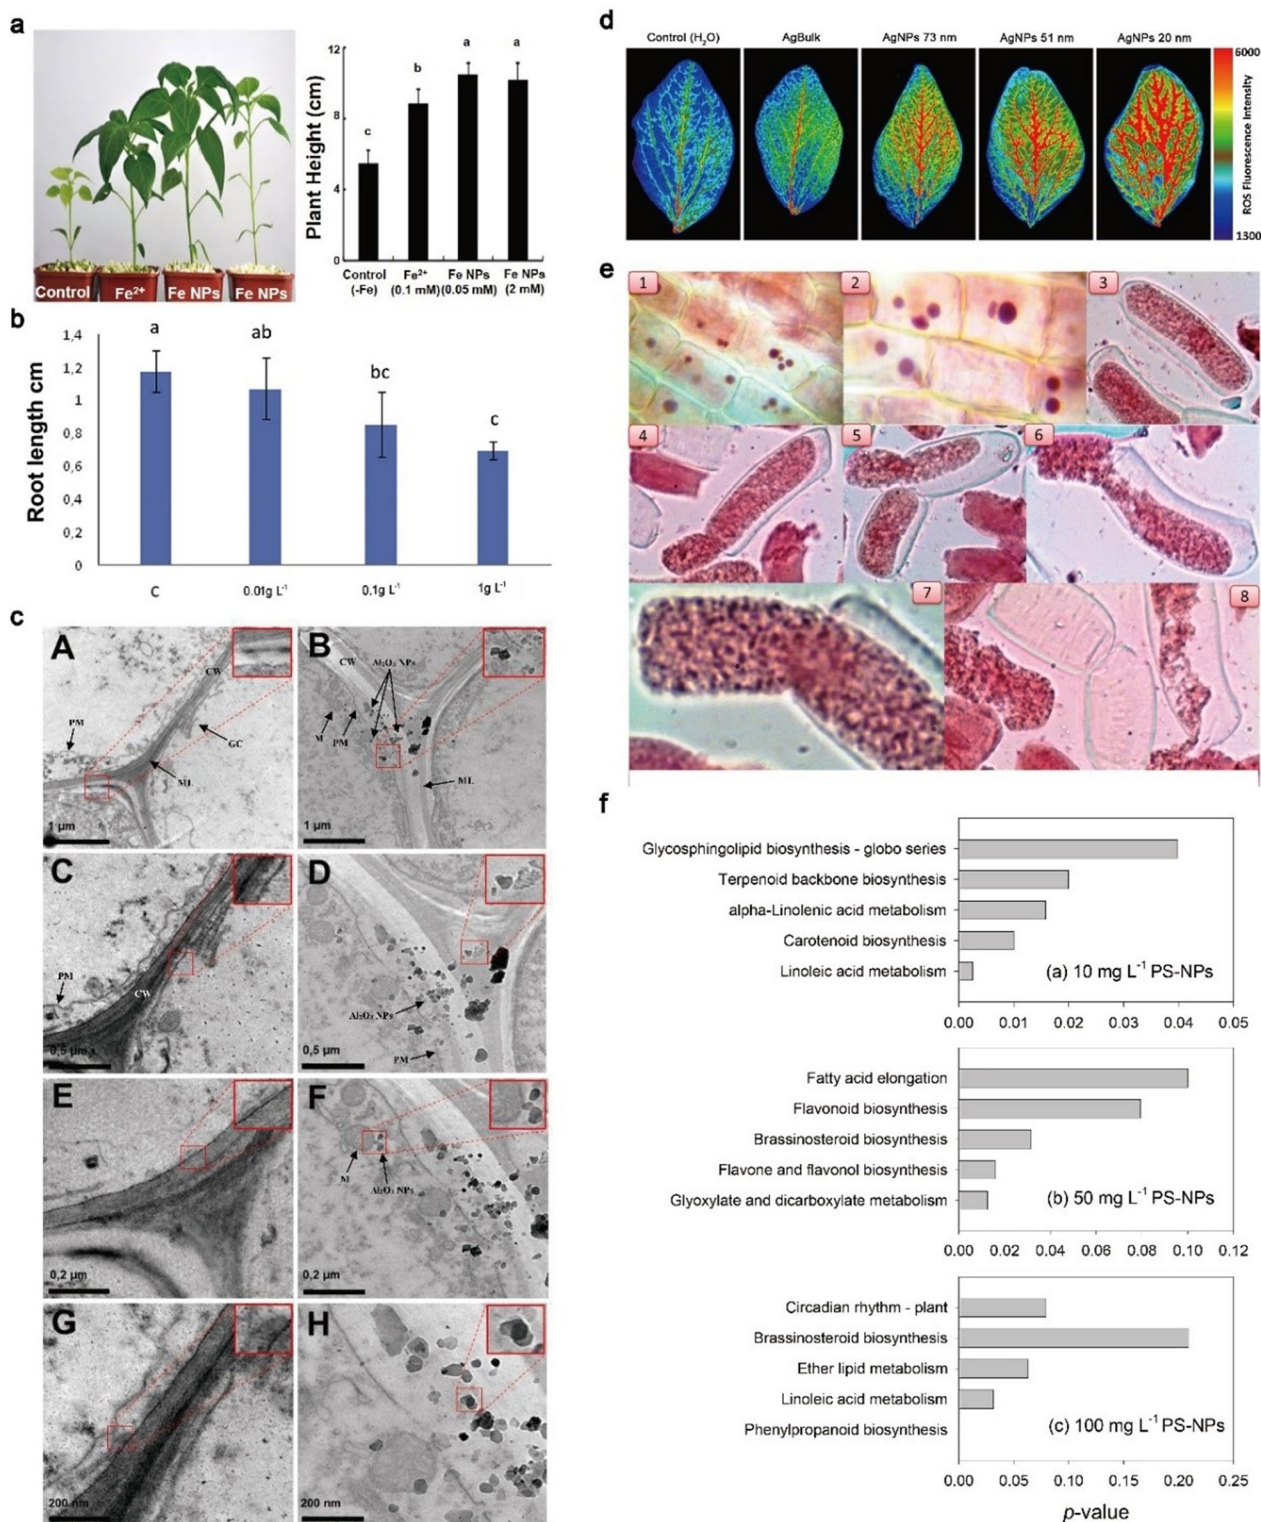 a
Control
Fe²⁺
Fe NPs
Fe NPs
Plant Height (cm)
12
8
4
0
c
b
a
a
Control
(-Fe)
Fe²⁺
(0.1 mM)
Fe NPs
(0.05 mM)
Fe NPs
(2 mM)
b
Root length cm
1,4
1,2
1
0,8
0,6
0,4
0,2
0
a
ab
bc
c
C
0.01g L⁻¹
0.1g L⁻¹
1g L⁻¹
c
A
CW
PM
GC
ML
1 µm
B
CW
Al₂O₃ NPs
M
PM
ML
1 µm
C
PM
CW
0,5 µm
D
Al₂O₃ NPs
PM
0,5 µm
E
0,2 µm
F
M
Al₂O₃ NPs
0,2 µm
G
200 nm
H
200 nm
d
Control (H₂O)
AgBulk
AgNPs 73 nm
AgNPs 51 nm
AgNPs 20 nm
6000
ROS Fluorescence Intensity
1300
e
1
2
3
4
5
6
7
8
f
Glycosphingolipid biosynthesis - globo series
Terpenoid backbone biosynthesis
alpha-Linolenic acid metabolism
Carotenoid biosynthesis
Linoleic acid metabolism
(a) 10 mg L⁻¹ PS-NPs
0.00 0.01 0.02 0.03 0.04 0.05
Fatty acid elongation
Flavonoid biosynthesis
Brassinosteroid biosynthesis
Flavone and flavonol biosynthesis
Glyoxylate and dicarboxylate metabolism
(b) 50 mg L⁻¹ PS-NPs
0.00 0.02 0.04 0.06 0.08 0.10 0.12
Circadian rhythm - plant
Brassinosteroid biosynthesis
Ether lipid metabolism
Linoleic acid metabolism
Phenylpropanoid biosynthesis
(c) 100 mg L⁻¹ PS-NPs
0.00 0.05 0.10 0.15 0.20 0.25
p-value